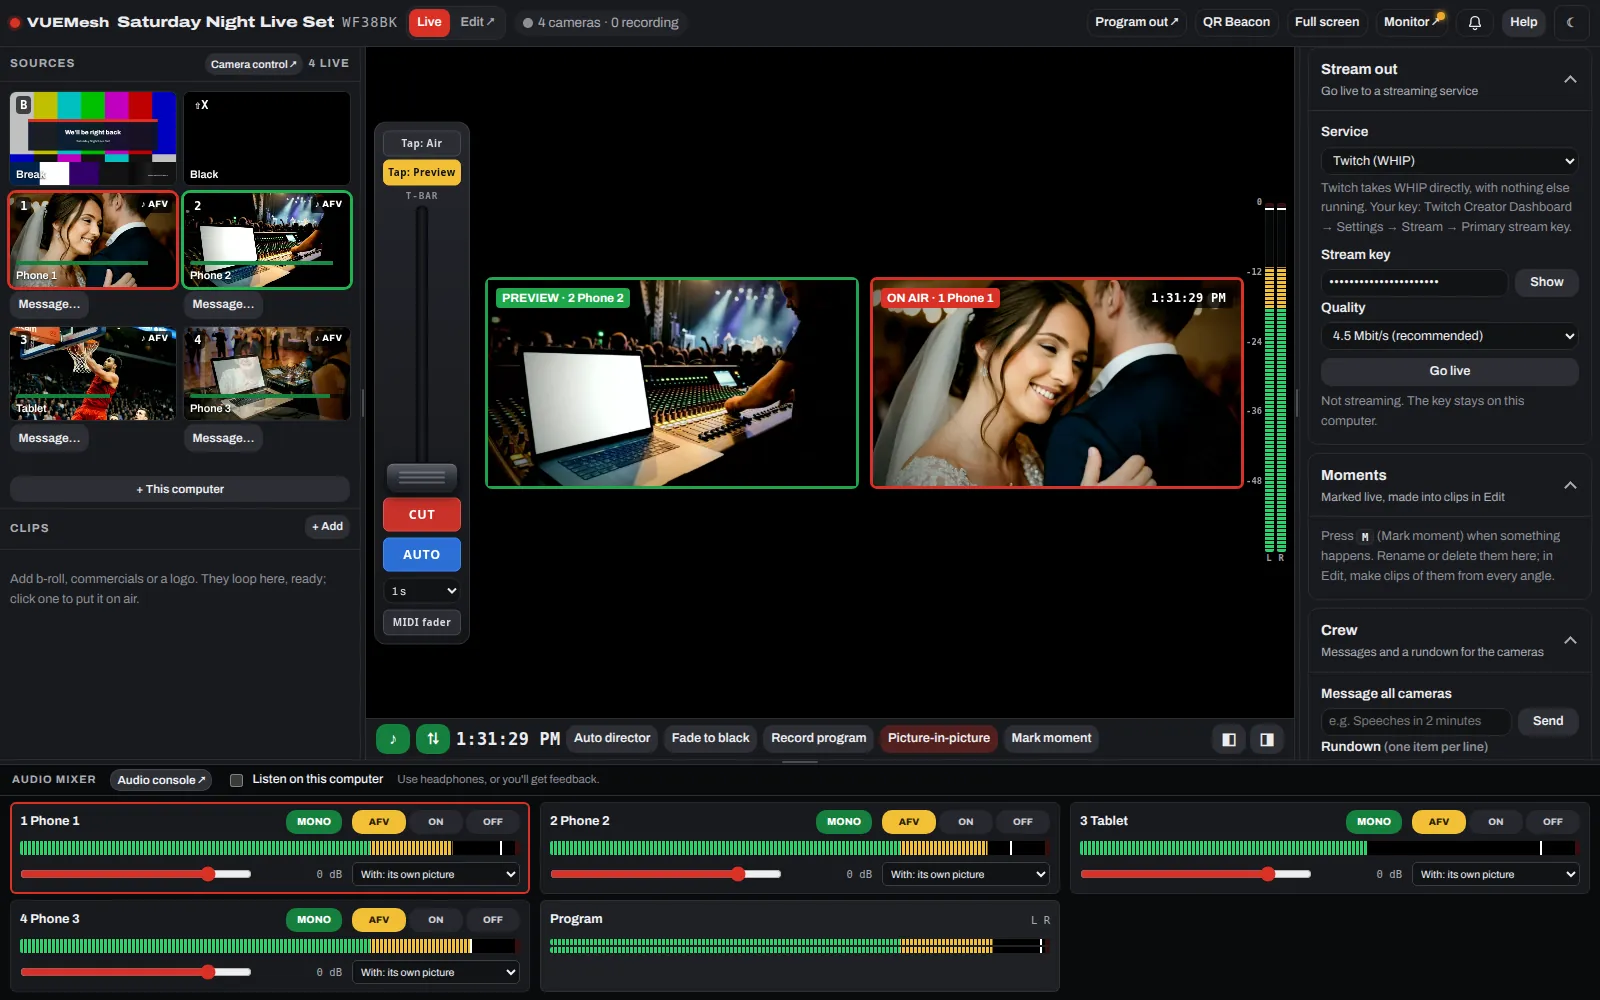 VUEMesh Saturday Night Live Set WF38BK Live Edit↗ 4 cameras · 0 recording Program out↗ QR Beacon Full screen Monitor↗ Help
SOURCES Camera control↗ 4 LIVE
B
We'll be right back
Break
⇧X
Black
1 ♪ AFV
Phone 1
2 ♪ AFV
Phone 2
Message...
Message...
3 ♪ AFV
Tablet
4 ♪ AFV
Phone 3
Message...
Message...
+ This computer
CLIPS + Add
Add b-roll, commercials or a logo. They loop here, ready;
click one to put it on air.
Tap: Air
Tap: Preview
T-BAR
CUT
AUTO
1 s
MIDI fader
PREVIEW · 2 Phone 2
ON AIR · 1 Phone 1 1:31:29 PM
0
-12
-24
-36
-48
L R
♪ 1:31:29 PM Auto director Fade to black Record program Picture-in-picture Mark moment
Stream out
Go live to a streaming service
Service
Twitch (WHIP)
Twitch takes WHIP directly, with nothing else
running. Your key: Twitch Creator Dashboard
→ Settings → Stream → Primary stream key.
Stream key
•••••••••••••••••••••• Show
Quality
4.5 Mbit/s (recommended)
Go live
Not streaming. The key stays on this
computer.
Moments
Marked live, made into clips in Edit
Press M (Mark moment) when something
happens. Rename or delete them here; in
Edit, make clips of them from every angle.
Crew
Messages and a rundown for the cameras
Message all cameras
e.g. Speeches in 2 minutes Send
Rundown (one item per line)
AUDIO MIXER Audio console↗ Listen on this computer Use headphones, or you'll get feedback.
1 Phone 1 MONO AFV ON OFF
0 dB With: its own picture
2 Phone 2 MONO AFV ON OFF
0 dB With: its own picture
3 Tablet MONO AFV ON OFF
0 dB With: its own picture
4 Phone 3 MONO AFV ON OFF
0 dB With: its own picture
Program L R